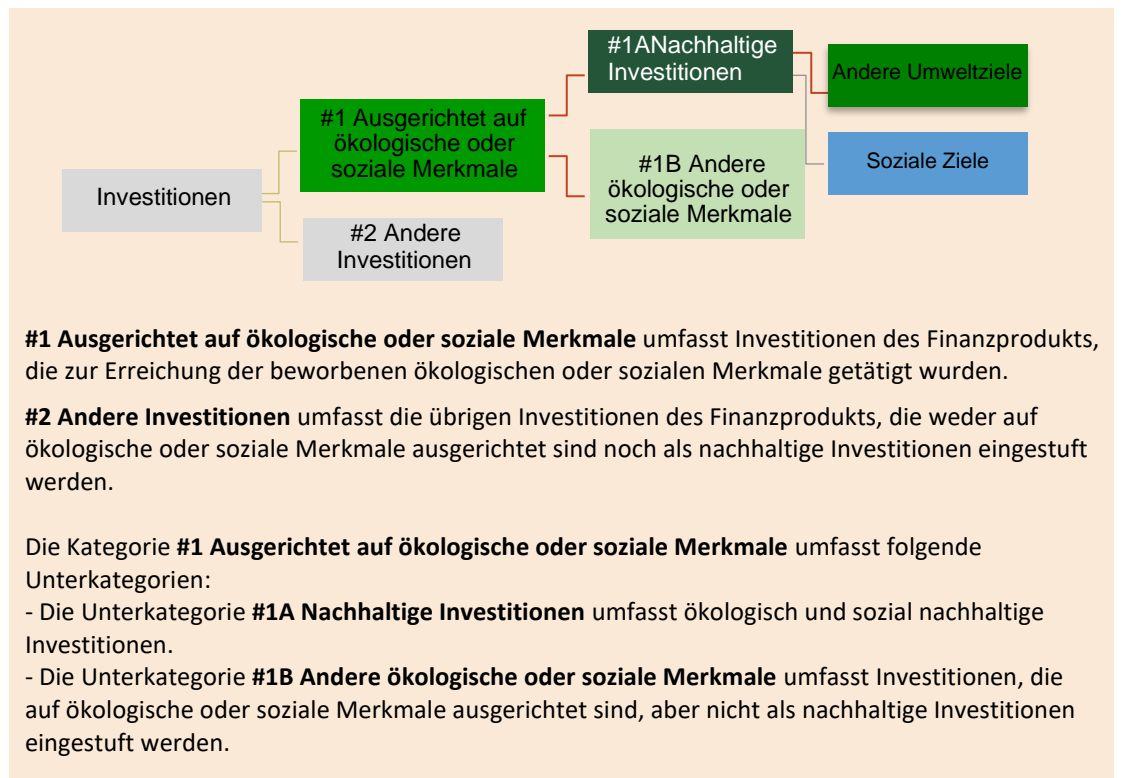 #1ANachhaltige
Investitionen
Andere Umweltziele
#1 Ausgerichtet auf
ökologische oder
soziale Merkmale
#1B Andere
ökologische oder
soziale Merkmale
Soziale Ziele
Investitionen
#2 Andere
Investitionen
#1 Ausgerichtet auf ökologische oder soziale Merkmale umfasst Investitionen des Finanzprodukts,
die zur Erreichung der beworbenen ökologischen oder sozialen Merkmale getätigt wurden.
#2 Andere Investitionen umfasst die übrigen Investitionen des Finanzprodukts, die weder auf
ökologische oder soziale Merkmale ausgerichtet sind noch als nachhaltige Investitionen eingestuft
werden.
Die Kategorie #1 Ausgerichtet auf ökologische oder soziale Merkmale umfasst folgende
Unterkategorien:
- Die Unterkategorie #1A Nachhaltige Investitionen umfasst ökologisch und sozial nachhaltige
Investitionen.
- Die Unterkategorie #1B Andere ökologische oder soziale Merkmale umfasst Investitionen, die
auf ökologische oder soziale Merkmale ausgerichtet sind, aber nicht als nachhaltige Investitionen
eingestuft werden.